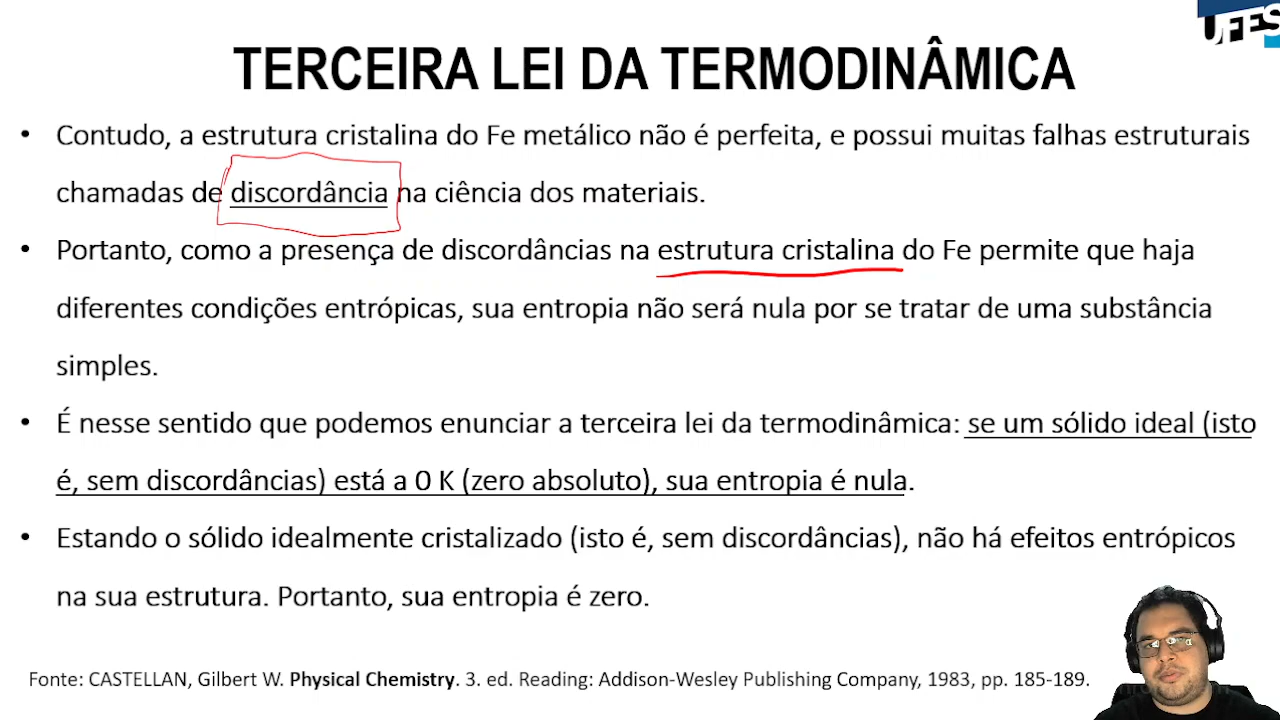 UFES
TERCEIRA LEI DA TERMODINÂMICA
• Contudo, a estrutura cristalina do Fe metálico não é perfeita, e possui muitas falhas estruturais
chamadas de discordância na ciência dos materiais.
• Portanto, como a presença de discordâncias na estrutura cristalina do Fe permite que haja
diferentes condições entrópicas, sua entropia não será nula por se tratar de uma substância
simples.
• É nesse sentido que podemos enunciar a terceira lei da termodinâmica: se um sólido ideal (isto
é, sem discordâncias) está a 0 K (zero absoluto), sua entropia é nula.
• Estando o sólido idealmente cristalizado (isto é, sem discordâncias), não há efeitos entrópicos
na sua estrutura. Portanto, sua entropia é zero.
Fonte: CASTELLAN, Gilbert W. Physical Chemistry. 3. ed. Reading: Addison-Wesley Publishing Company, 1983, pp. 185-189.